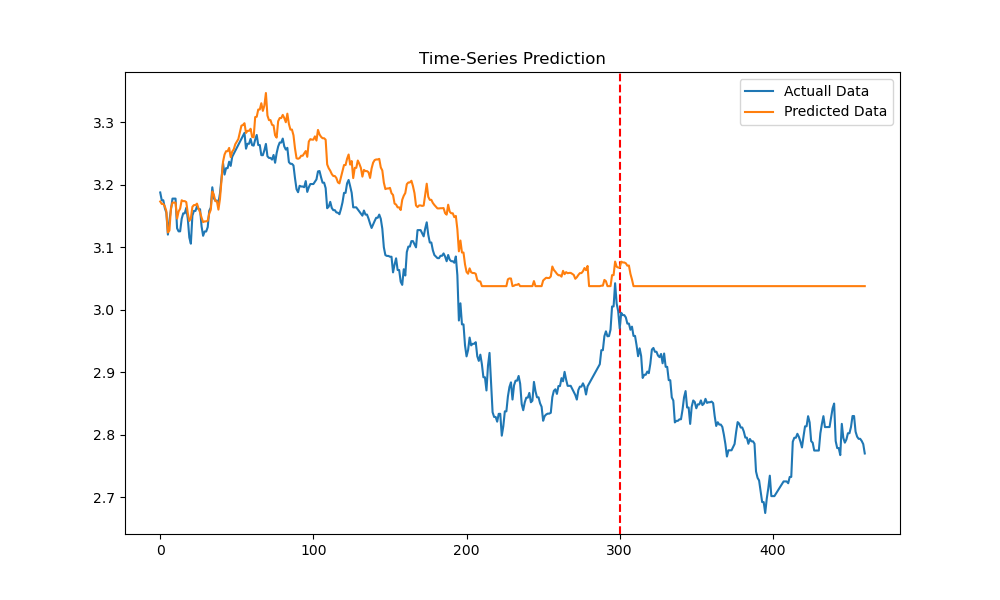 Time-Series Prediction
Actuall Data
Predicted Data
3.3
3.2
3.1
3.0
2.9
2.8
2.7
0 100 200 300 400